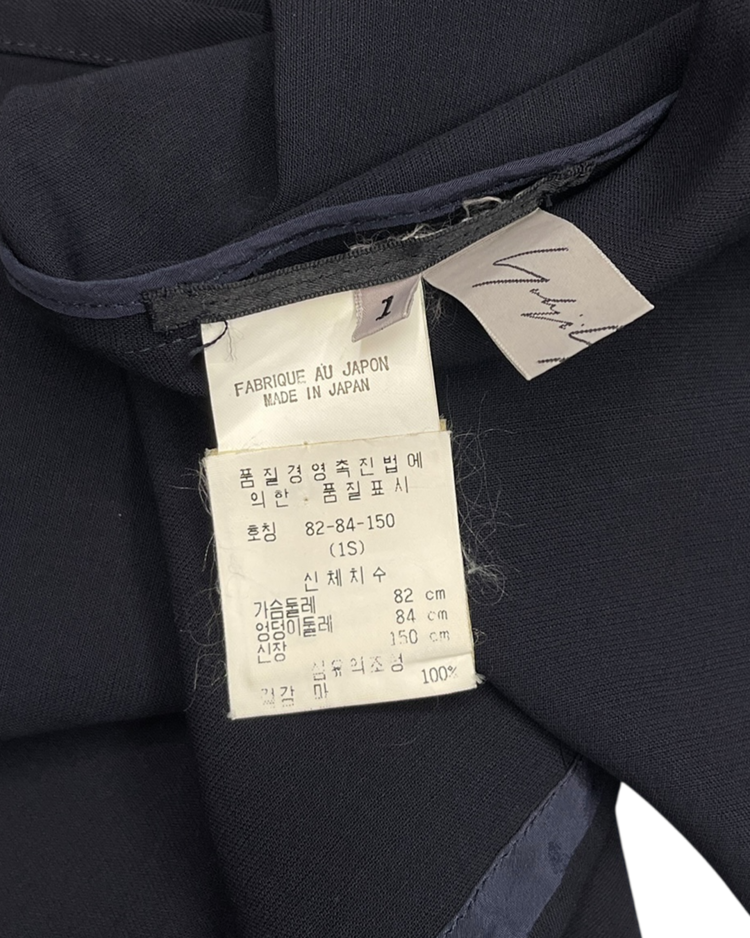 1
FABRIQUE AU JAPON
MADE IN JAPAN
품질경영촉진법에
의한 품질표시
호칭 82-84-150
(1S)
신체치수
가슴둘레 82 cm
엉덩이둘레 84 cm
신장 150 cm
섬유의조성
겉감 마 100%